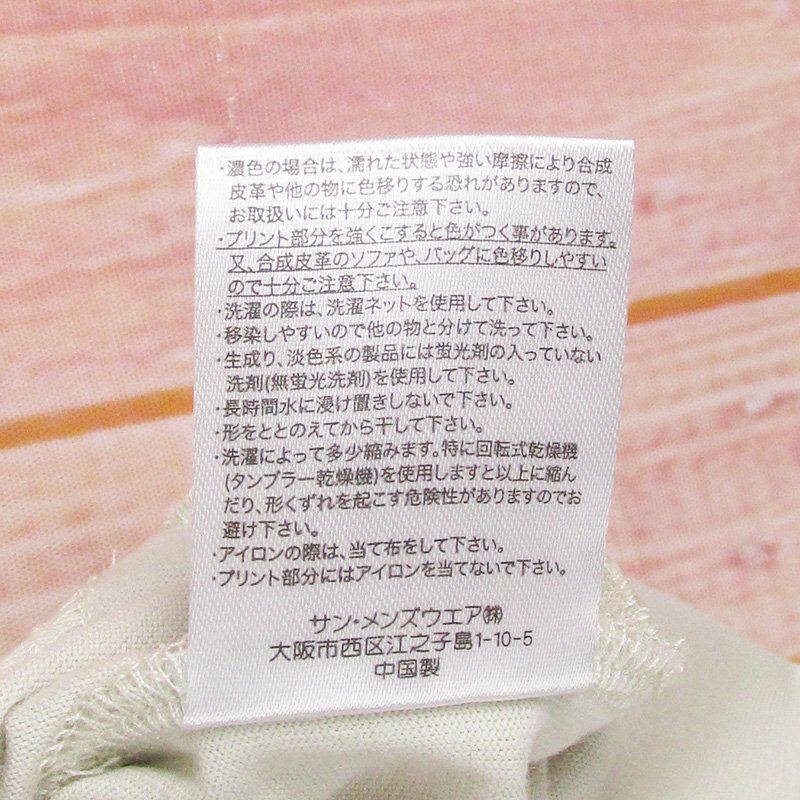 ・濃色の場合は、濡れた状態や強い摩擦により合成
皮革や他の物に色移りする恐れがありますので、
お取扱いには十分ご注意下さい。
・プリント部分を強くこすると色がつく事があります。
又、合成皮革のソファや、バッグに色移りしやすい
ので十分ご注意下さい。
・洗濯の際は、洗濯ネットを使用して下さい。
・移染しやすいので他の物と分けて洗って下さい。
・生成り、淡色系の製品には蛍光剤の入っていない
洗剤(無蛍光洗剤)を使用して下さい。
・長時間水に浸け置きしないで下さい。
・形をととのえてから干して下さい。
・洗濯によって多少縮みます。特に回転式乾燥機
(タンブラー乾燥機)を使用しますと以上に縮ん
だり、形くずれを起こす危険性がありますのでお
避け下さい。
・アイロンの際は、当て布をして下さい。
・プリント部分にはアイロンを当てないで下さい。
サン・メンズウエア㈱
大阪市西区江之子島1-10-5
中国製